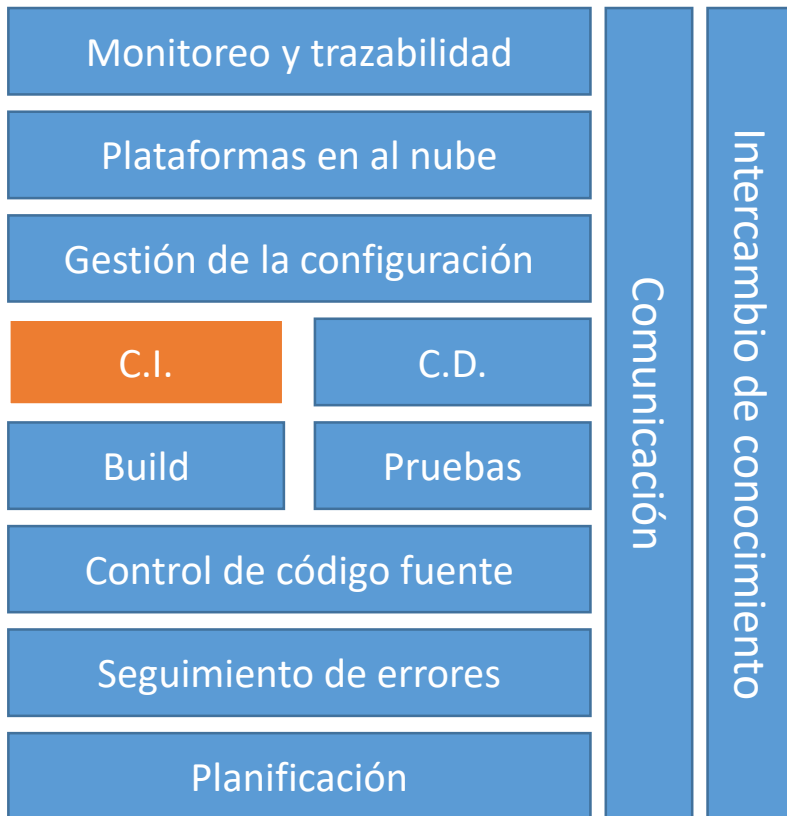 Monitoreo y trazabilidad
Plataformas en al nube
Gestión de la configuración
C.I.
C.D.
Build
Pruebas
Control de código fuente
Seguimiento de errores
Planificación
Comunicación
Intercambio de conocimiento